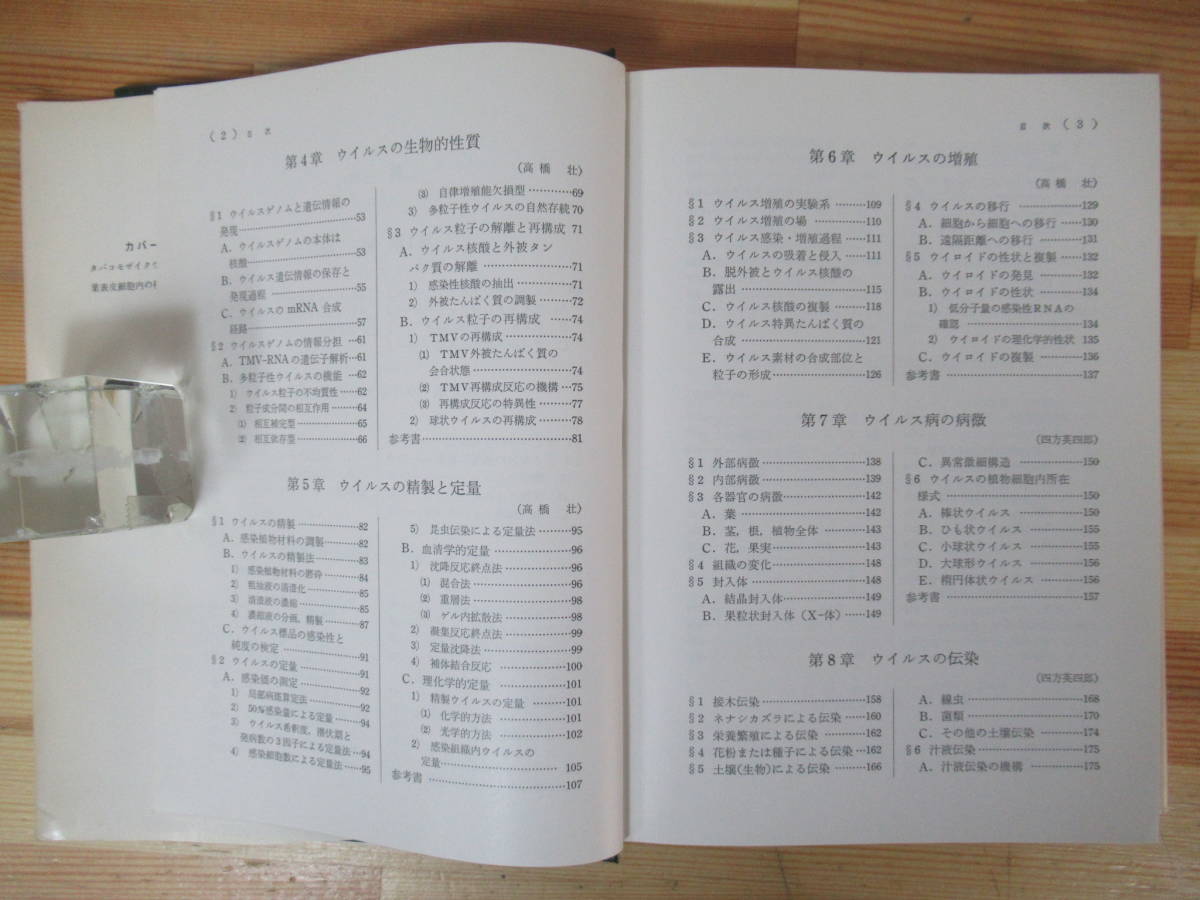 カバー
タバコモザイク
葉表皮細胞内の
(2) 目次
第4章 ウイルスの生物的性質
(高橋 壮)
§1 ウイルスゲノムと遺伝情報の
発現……53
A. ウイルスゲノムの本体は
核酸……53
B. ウイルス遺伝情報の保存と
発現過程……55
C. ウイルスの mRNA 合成
経路……57
§2 ウイルスゲノムの情報分担…61
A. TMV-RNAの遺伝子解析…61
B. 多粒子性ウイルスの機能…62
1) ウイルス粒子の不均質性……62
2) 粒子成分間の相互作用……64
(1) 相互補完型……65
(2) 相互依存型……66
(3) 自律増殖能欠損型……69
3) 多粒子性ウイルスの自然存続70
§3 ウイルス粒子の解離と再構成 71
A. ウイルス核酸と外被タン
パク質の解離……71
1) 感染性核酸の抽出……71
2) 外被たんぱく質の調製……72
B. ウイルス粒子の再構成……74
1) TMVの再構成……74
(1) TMV外被たんぱく質の
会合状態……74
(2) TMV再構成反応の機構…75
(3) 再構成反応の特異性……77
2) 球状ウイルスの再構成……78
参考書……81
第5章 ウイルスの精製と定量
(高橋 壮)
§1 ウイルスの精製……82
A. 感染植物材料の調製……82
B. ウイルスの精製法……83
1) 感染植物材料の磨砕……84
2) 粗抽液の清澄化……85
3) 清澄液の濃縮……85
4) 濃縮液の分画,精製……87
C. ウイルス標品の感染性と
純度の検定……91
§2 ウイルスの定量……91
A. 感染価の測定……92
1) 局部病斑算定法……92
2) 50%感染量による定量……94
3) ウイルス希釈度,潜伏期と
発病数の3因子による定量法…94
4) 感染細胞数による定量法……95
5) 昆虫伝染による定量法……95
B. 血清学的定量……96
1) 沈降反応終点法……96
(1) 混合法……96
(2) 重層法……98
(3) ゲル内拡散法……98
2) 凝集反応終点法……99
3) 定量沈降法……99
4) 補体結合反応……100
C. 理化学的定量……101
1) 精製ウイルスの定量……101
(1) 化学的方法……101
(2) 光学的方法……102
2) 感染組織内ウイルスの
定量……105
参考書……107
目次 (3)
第6章 ウイルスの増殖
(高橋 壮)
§1 ウイルス増殖の実験系……109
§2 ウイルス増殖の場……110
§3 ウイルス感染・増殖過程……111
A. ウイルスの吸着と侵入……111
B. 脱外被とウイルス核酸の
露出……115
C. ウイルス核酸の複製……118
D. ウイルス特異たんぱく質の
合成……121
E. ウイルス素材の合成部位と
粒子の形成……126
§4 ウイルスの移行……129
A. 細胞から細胞への移行……130
B. 遠隔距離への移行……131
§5 ウイロイドの性状と複製……132
A. ウイロイドの発見……132
B. ウイロイドの性状……134
1) 低分子量の感染性RNAの
確認……134
2) ウイロイドの理化学的性状 135
C. ウイロイドの複製……136
参考書……137
第7章 ウイルス病の病徴
(四方英四郎)
§1 外部病徴……138
§2 内部病徴……139
§3 各器官の病徴……142
A. 葉……142
B. 茎,根,植物全体……143
C. 花,果実……143
§4 組織の変化……148
§5 封入体……148
A. 結晶封入体……149
B. 果粒状封入体(X-体)……149
C. 異常微細構造……150
§6 ウイルスの植物細胞内所在
様式……150
A. 棒状ウイルス……150
B. ひも状ウイルス……155
C. 小球状ウイルス……155
D. 大球形ウイルス……156
E. 楕円体状ウイルス……156
参考書……157
第8章 ウイルスの伝染
(四方英四郎)
§1 接木伝染……158
§2 ネナシカズラによる伝染……160
§3 栄養繁殖による伝染……162
§4 花粉または種子による伝染…162
§5 土壌(生物)による伝染……166
A. 線虫……168
B. 菌類……170
C. その他の土壌伝染……174
§6 汁液伝染……175
A. 汁液伝染の機構……175